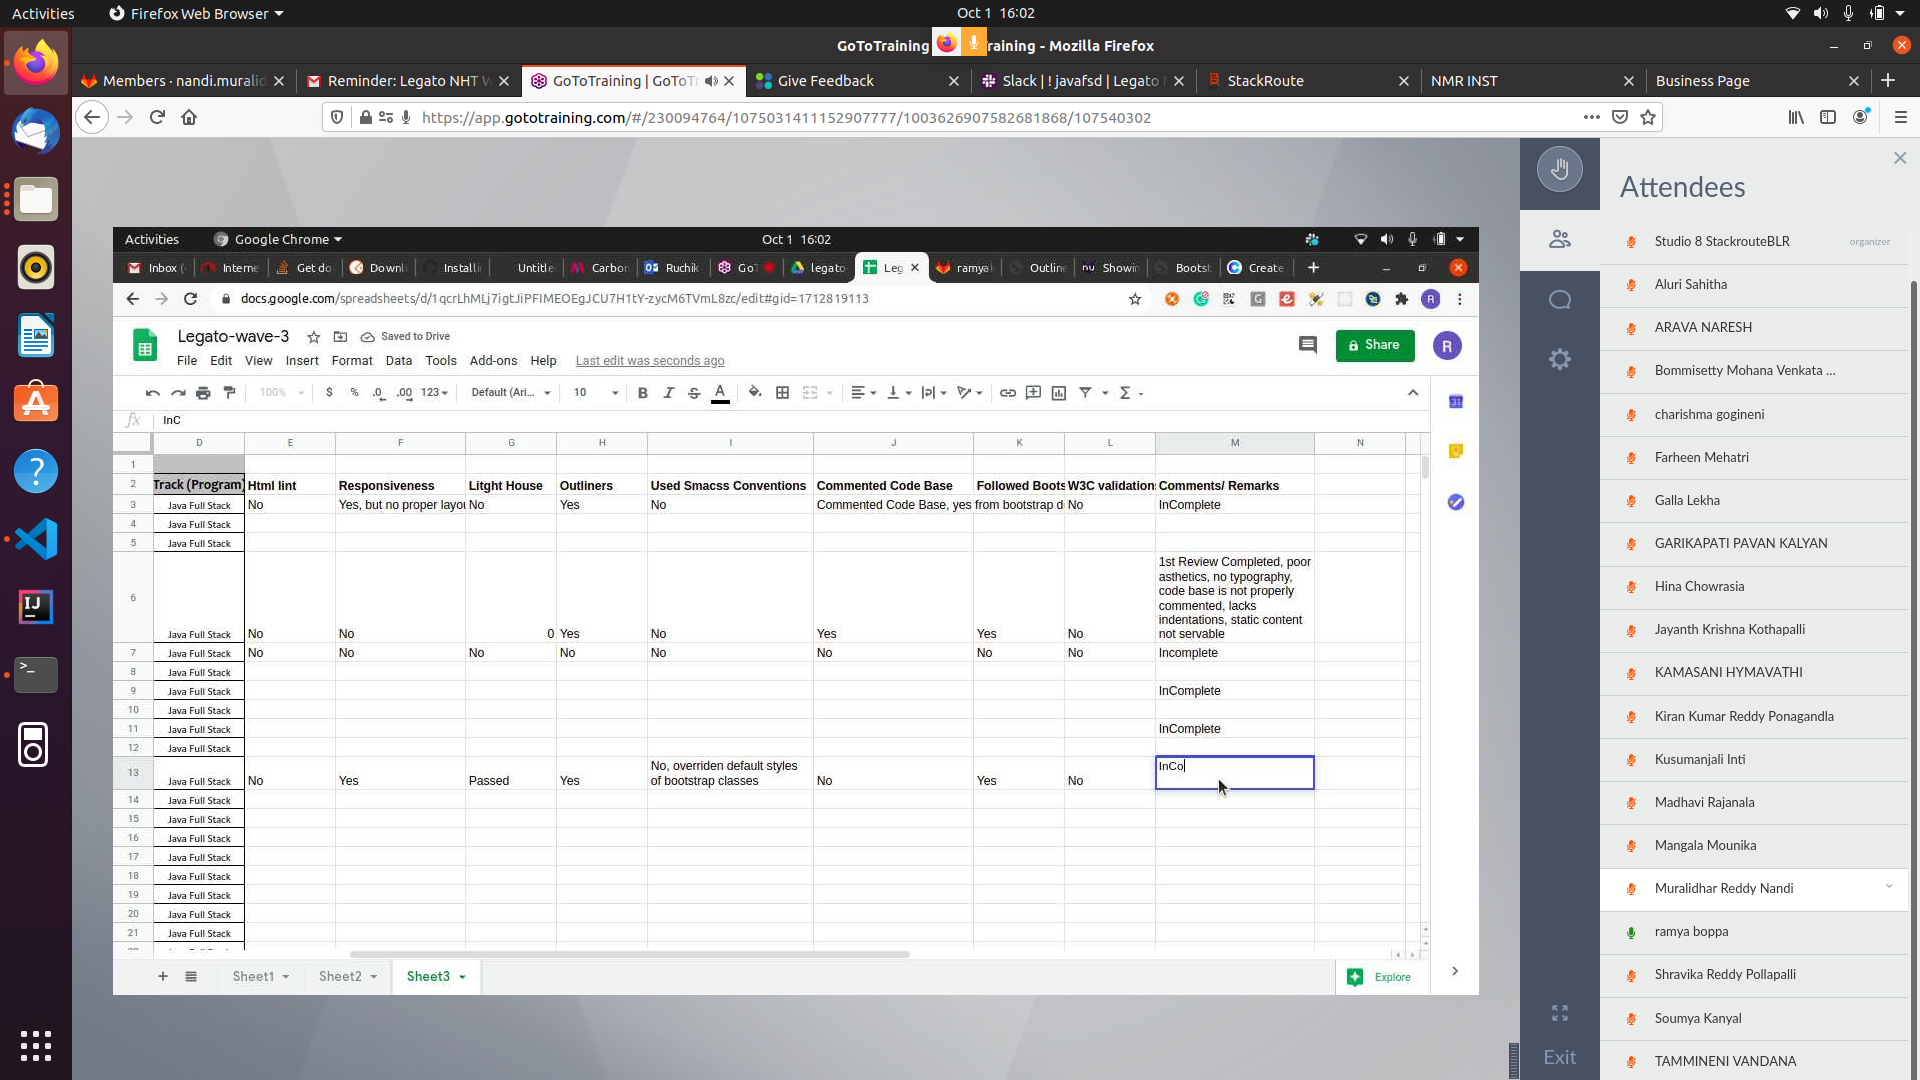 Activities
Firefox Web Browser
Oct 1 16:02
GoToTraining
raining - Mozilla Firefox
Members · nandi.muralid
Reminder: Legato NHT W
GoToTraining | GoToTr
Give Feedback
Slack | ! javafsd | Legato
StackRoute
NMR INST
Business Page
https://app.gototraining.com/#/230094764/1075031411152907777/1003626907582681868/107540302
Activities
Google Chrome
Oct 1 16:02
Inbox (
Interne
Get do
Downl
Installi
Untitle
Carbor
Ruchik
GoT
legato
Leg
ramya
Outline
Showin
Bootst
Create
docs.google.com/spreadsheets/d/1qcrLhMLj7igtJiPFIMEOEgJCU7H1tY-zycM6TVmL8zc/edit#gid=1712819113
Legato-wave-3
Saved to Drive
File Edit View Insert Format Data Tools Add-ons Help Last edit was seconds ago
Share
R
100% $ % .0 .00 123 Default (Ari... 10 B I S A
fx InC
D E F G H I J K L M N
1
2 Track (Program) Html lint Responsiveness Litght House Outliners Used Smacss Conventions Commented Code Base Followed Boots W3C validation Comments/ Remarks
3 Java Full Stack No Yes, but no proper layou No Yes No Commented Code Base, yes from bootstrap d No InComplete
4 Java Full Stack
5 Java Full Stack
1st Review Completed, poor
asthetics, no typography,
code base is not properly
commented, lacks
indentations, static content
not servable
6 Java Full Stack No No 0 Yes No Yes Yes No
7 Java Full Stack No No No No No No No No Incomplete
8 Java Full Stack
9 Java Full Stack InComplete
10 Java Full Stack
11 Java Full Stack InComplete
12 Java Full Stack
No, overriden default styles
of bootstrap classes
13 Java Full Stack No Yes Passed Yes No Yes No InCo
14 Java Full Stack
15 Java Full Stack
16 Java Full Stack
17 Java Full Stack
18 Java Full Stack
19 Java Full Stack
20 Java Full Stack
21 Java Full Stack
Sheet1
Sheet2
Sheet3
Explore
Attendees
Studio 8 StackrouteBLR organizer
Aluri Sahitha
ARAVA NARESH
Bommisetty Mohana Venkata ...
charishma gogineni
Farheen Mehatri
Galla Lekha
GARIKAPATI PAVAN KALYAN
Hina Chowrasia
Jayanth Krishna Kothapalli
KAMASANI HYMAVATHI
Kiran Kumar Reddy Ponagandla
Kusumanjali Inti
Madhavi Rajanala
Mangala Mounika
Muralidhar Reddy Nandi
ramya boppa
Shravika Reddy Pollapalli
Soumya Kanyal
TAMMINENI VANDANA
Exit